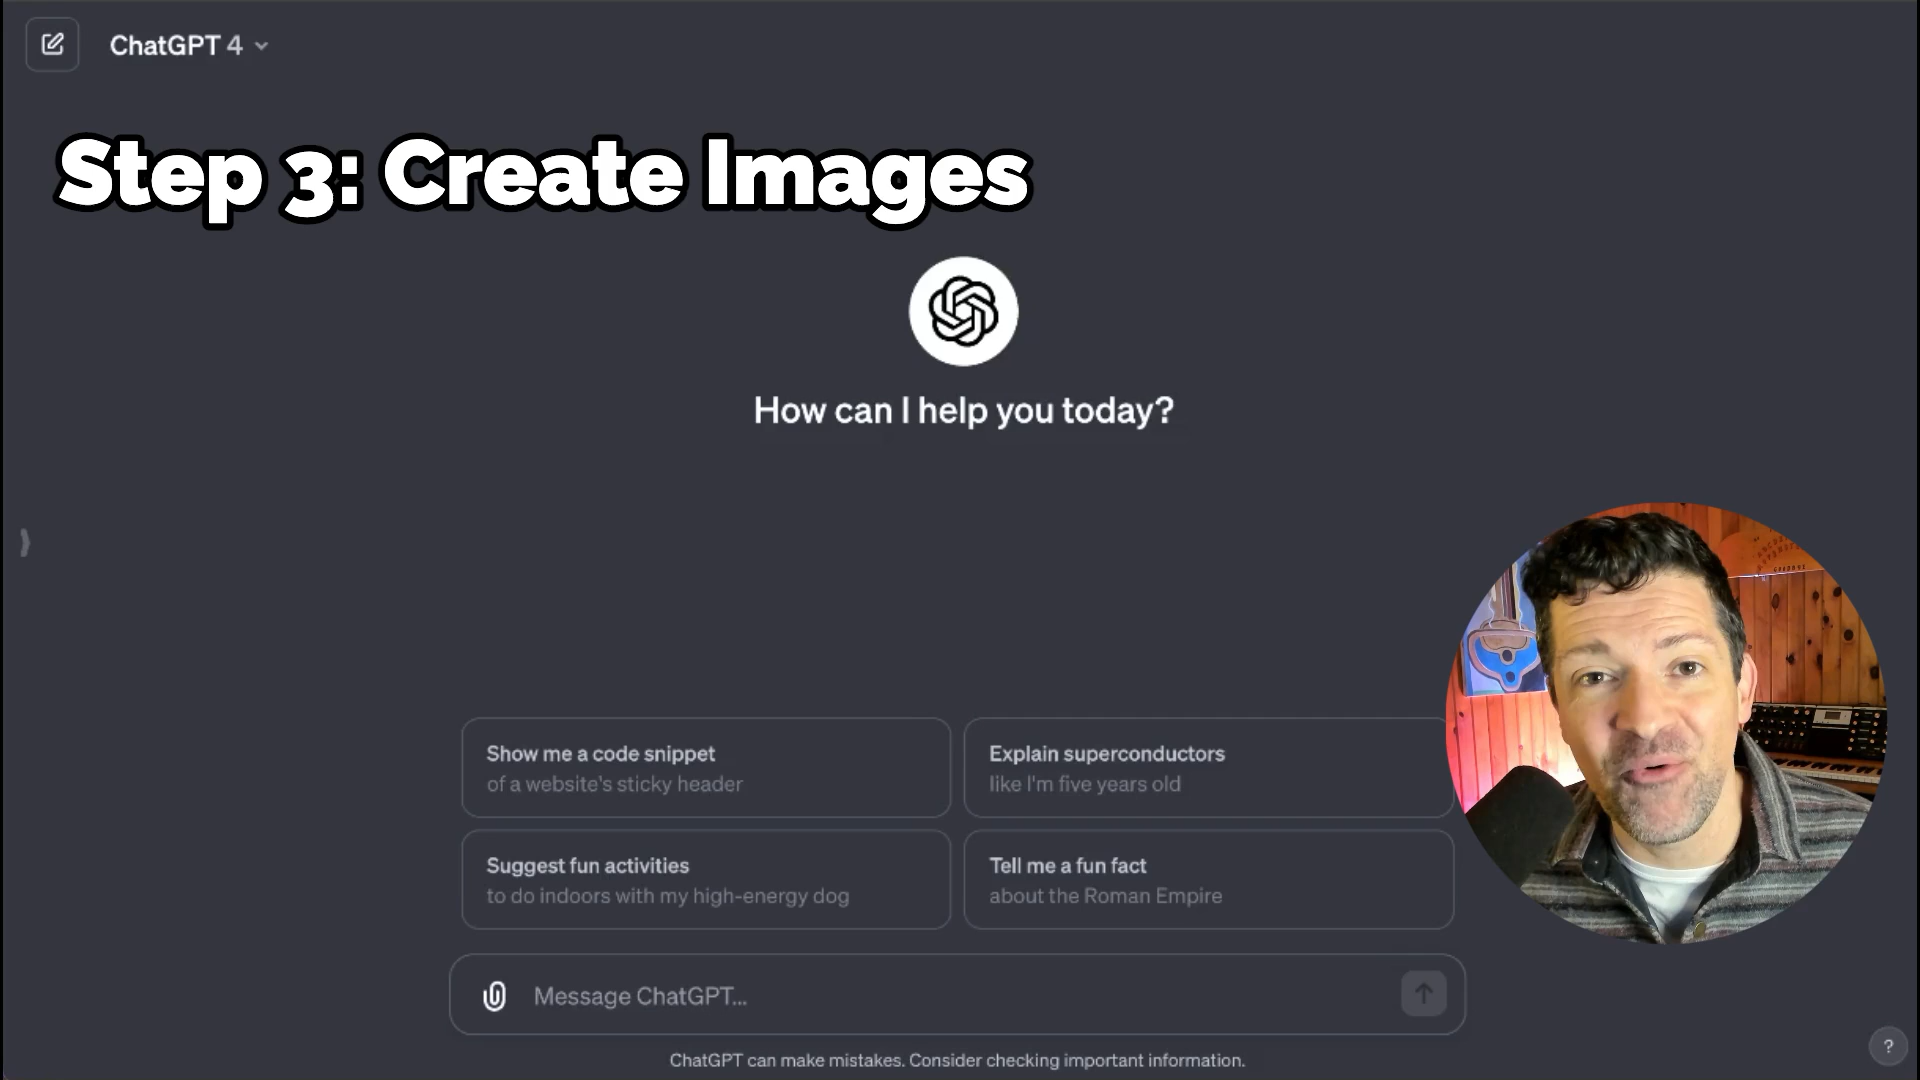 ChatGPT 4
Step 3: Create Images
How can I help you today?
Show me a code snippet
of a website's sticky header
Explain superconductors
like I'm five years old
Suggest fun activities
to do indoors with my high-energy dog
Tell me a fun fact
about the Roman Empire
Message ChatGPT...
ChatGPT can make mistakes. Consider checking important information.
?